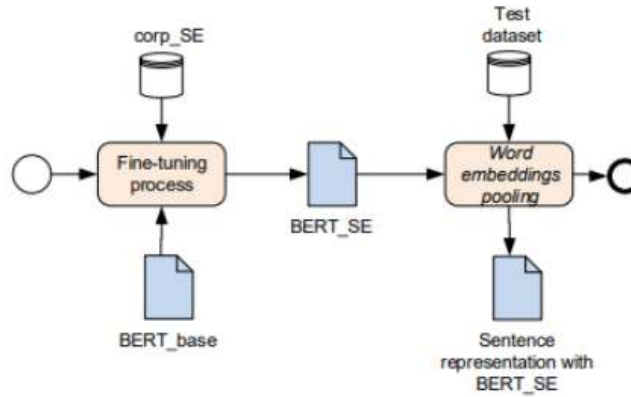 corp_SE
Test
dataset
Fine-tuning
process
Word
embeddings
pooling
BERT_SE
BERT_base
Sentence
representation with
BERT_SE